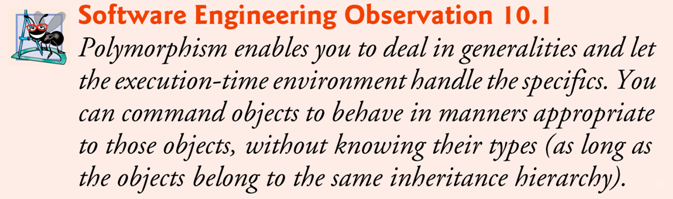 Software Engineering Observation 10.1
Polymorphism enables you to deal in generalities and let
the execution-time environment handle the specifics. You
can command objects to behave in manners appropriate
to those objects, without knowing their types (as long as
the objects belong to the same inheritance hierarchy).